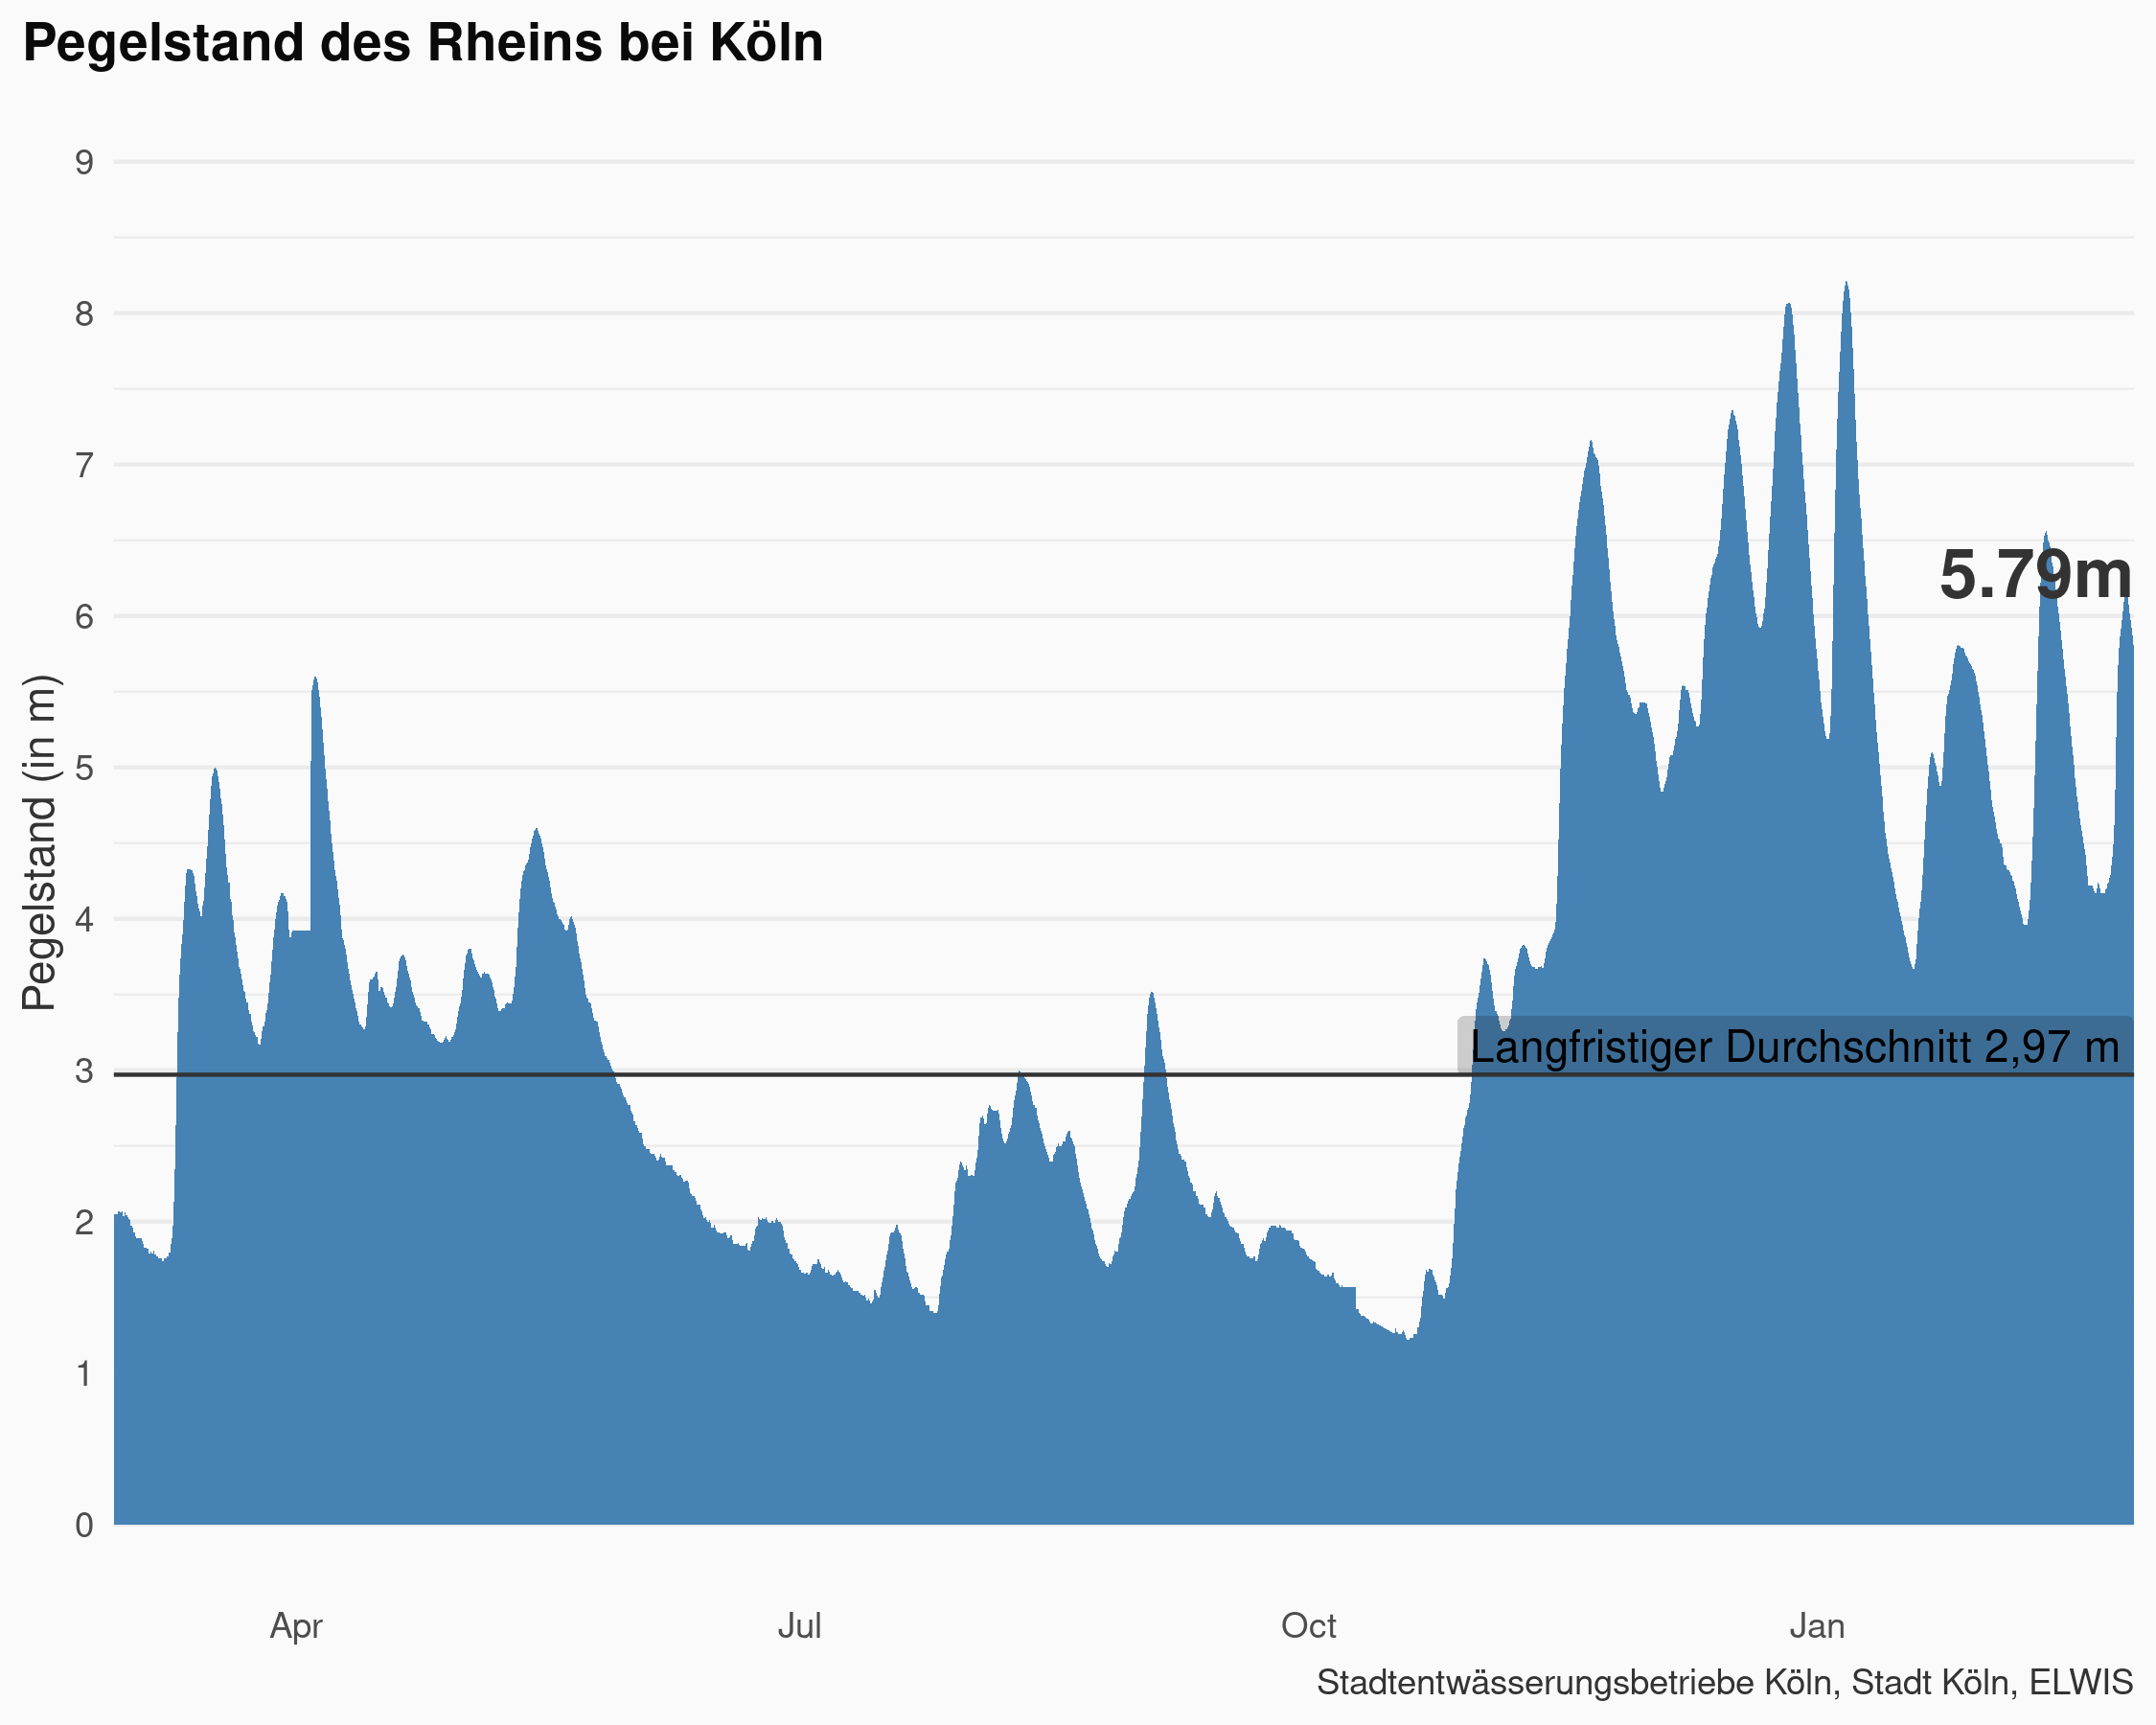 Pegelstand des Rheins bei Köln
9
8
7
6
5
4
3
2
1
0
Pegelstand (in m)
5.79m
Langfristiger Durchschnitt 2,97 m
Apr Jul Oct Jan
Stadtentwässerungsbetriebe Köln, Stadt Köln, ELWIS